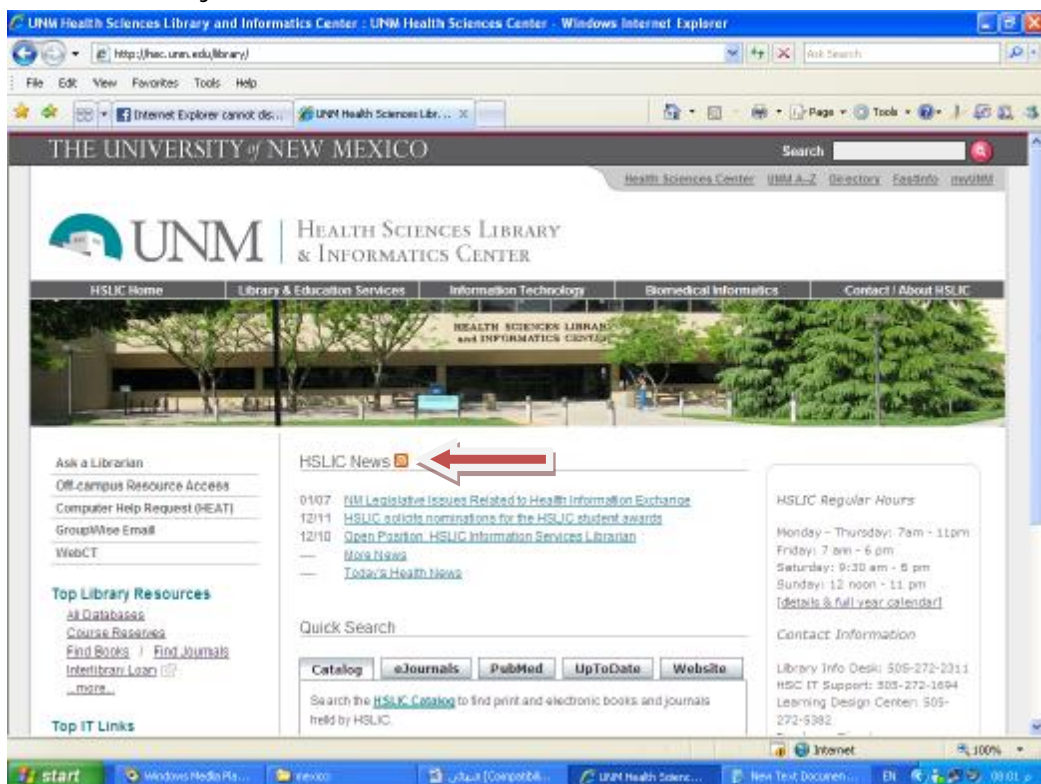 UNM Health Sciences Library and Informatics Center : UNM Health Sciences Center - Windows Internet Explorer
http://hsc.unm.edu/library/
Ask Search
File Edit View Favorites Tools Help
Internet Explorer cannot dis... UNM Health Sciences Libr... Page Tools
THE UNIVERSITY of NEW MEXICO Search
Health Sciences Center UNM A-Z Directory FastInfo myUNM
UNM HEALTH SCIENCES LIBRARY
& INFORMATICS CENTER
HSLIC Home Library & Education Services Information Technology Biomedical Informatics Contact / About HSLIC
HEALTH SCIENCES LIBRARY
and INFORMATICS CENTER
Ask a Librarian
Off-campus Resource Access
Computer Help Request (HEAT)
GroupWise Email
WebCT
Top Library Resources
All Databases
Course Reserves
Find Books / Find Journals
Interlibrary Loan
...more...
Top IT Links
HSLIC News
01/07 NM Legislative Issues Related to Health Information Exchange
12/11 HSLIC solicits nominations for the HSLIC student awards
12/10 Open Position, HSLIC Information Services Librarian
---- More News
---- Today's Health News
Quick Search
Catalog eJournals PubMed UpToDate Website
Search the HSLIC Catalog to find print and electronic books and journals
held by HSLIC.
HSLIC Regular Hours
Monday - Thursday: 7am - 11pm
Friday: 7 am - 6 pm
Saturday: 9:30 am - 6 pm
Sunday: 12 noon - 11 pm
[details & full year calendar]
Contact Information
Library Info Desk: 505-272-2311
HSC IT Support: 505-272-1694
Learning Design Center: 505-
272-5382
Internet 100%
start Windows Media Pla... mexico [Compatibil... UNM Health Scienc... New Text Documen... EN